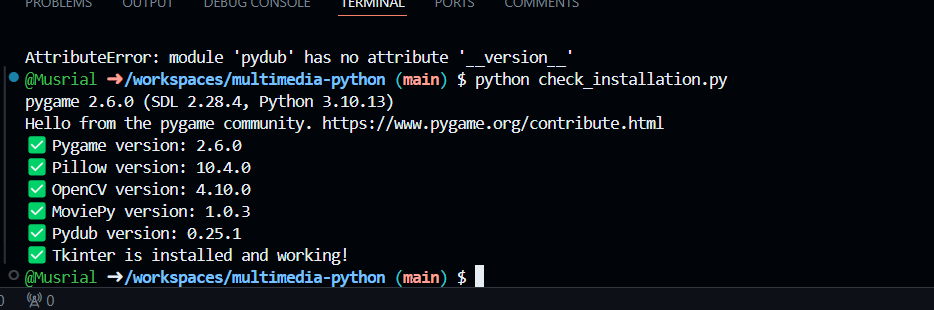 PROBLEMS OUTPUT DEBUG CONSOLE TERMINAL PORTS COMMENTS
AttributeError: module 'pydub' has no attribute '__version__'
@Musrial ➜/workspaces/multimedia-python (main) $ python check_installation.py
pygame 2.6.0 (SDL 2.28.4, Python 3.10.13)
Hello from the pygame community. https://www.pygame.org/contribute.html
✅ Pygame version: 2.6.0
✅ Pillow version: 10.4.0
✅ OpenCV version: 4.10.0
✅ MoviePy version: 1.0.3
✅ Pydub version: 0.25.1
✅ Tkinter is installed and working!
@Musrial ➜/workspaces/multimedia-python (main) $
0 0